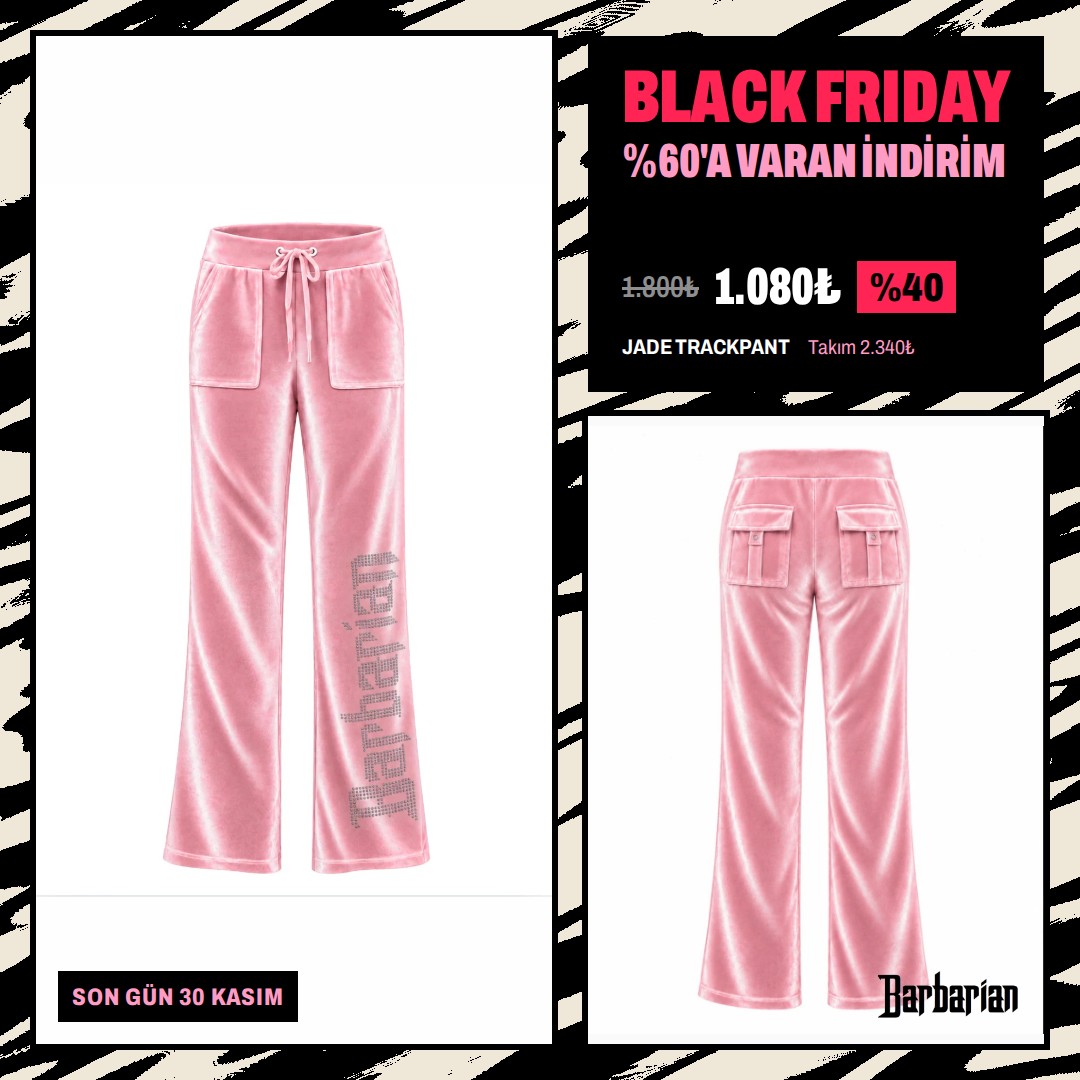 BLACK FRIDAY
%60'A VARAN İNDİRİM
1.800₺ 1.080₺ %40
JADE TRACKPANT Takım 2.340₺
Barbarian
SON GÜN 30 KASIM
Barbarian